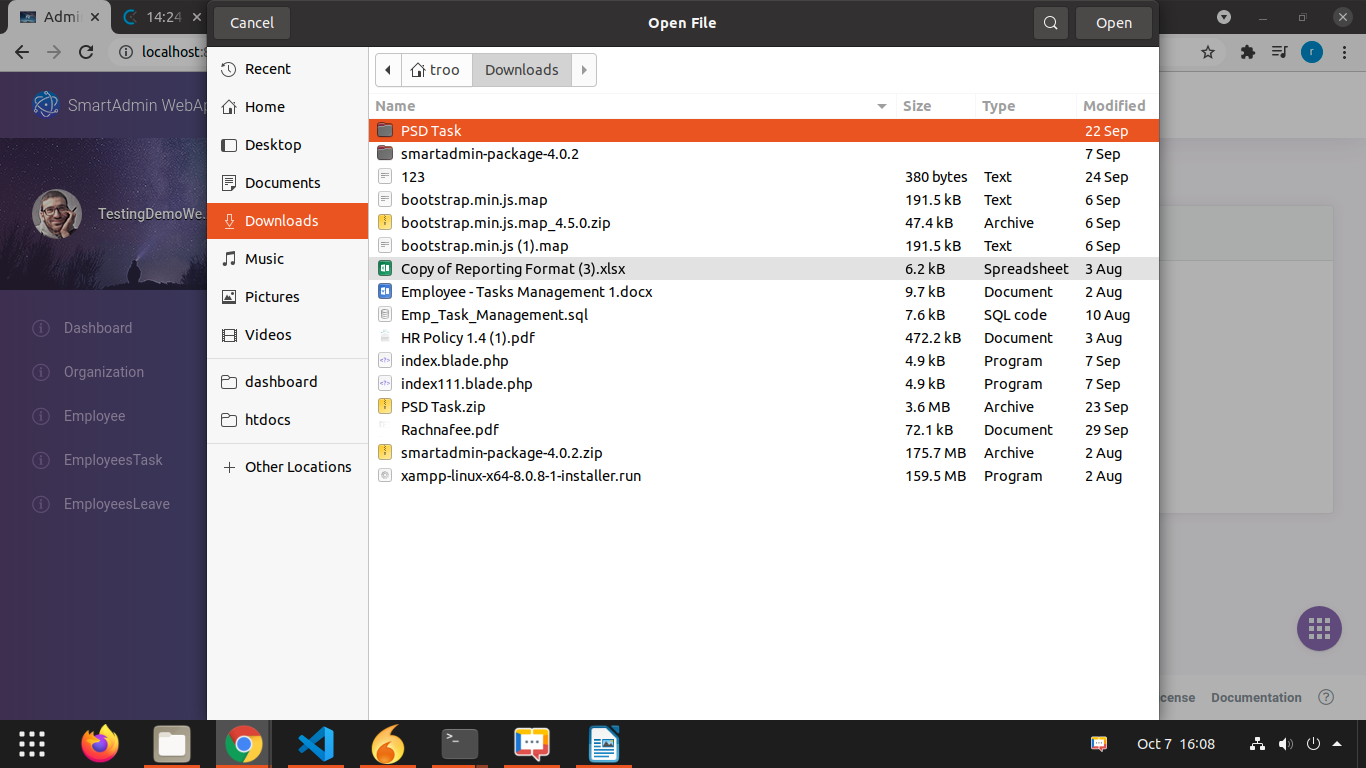 Admin
14:24
Cancel
Open File
Open
localhost:8
r
SmartAdmin WebAp
TestingDemoWe...
Dashboard
Organization
Employee
EmployeesTask
EmployeesLeave
Recent
Home
Desktop
Documents
Downloads
Music
Pictures
Videos
dashboard
htdocs
Other Locations
troo Downloads
Name Size Type Modified
PSD Task 22 Sep
smartadmin-package-4.0.2 7 Sep
123 380 bytes Text 24 Sep
bootstrap.min.js.map 191.5 kB Text 6 Sep
bootstrap.min.js.map_4.5.0.zip 47.4 kB Archive 6 Sep
bootstrap.min.js (1).map 191.5 kB Text 6 Sep
Copy of Reporting Format (3).xlsx 6.2 kB Spreadsheet 3 Aug
Employee - Tasks Management 1.docx 9.7 kB Document 2 Aug
Emp_Task_Management.sql 7.6 kB SQL code 10 Aug
HR Policy 1.4 (1).pdf 472.2 kB Document 3 Aug
index.blade.php 4.9 kB Program 7 Sep
index111.blade.php 4.9 kB Program 7 Sep
PSD Task.zip 3.6 MB Archive 23 Sep
Rachnafee.pdf 72.1 kB Document 29 Sep
smartadmin-package-4.0.2.zip 175.7 MB Archive 2 Aug
xampp-linux-x64-8.0.8-1-installer.run 159.5 MB Program 2 Aug
cense Documentation
Oct 7 16:08